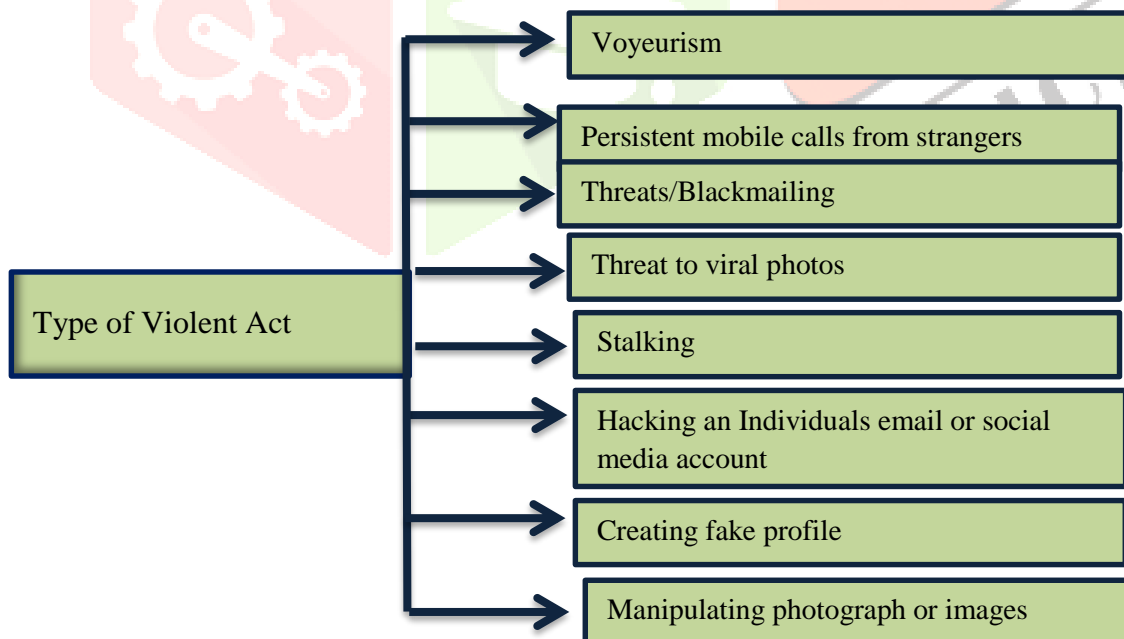 Voyeurism
Persistent mobile calls from strangers
Threats/Blackmailing
Threat to viral photos
Type of Violent Act
Stalking
Hacking an Individuals email or social
media account
Creating fake profile
Manipulating photograph or images